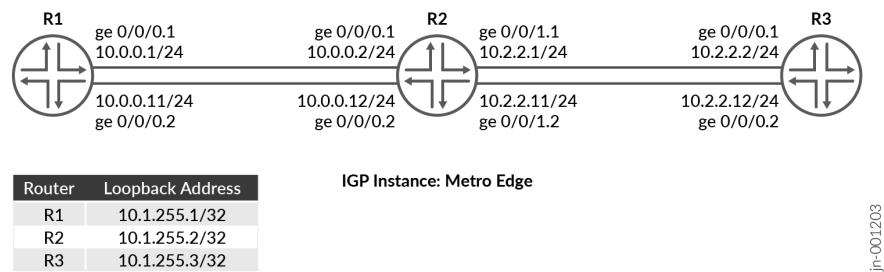 R1
R2
R3
ge 0/0/0.1
ge 0/0/0.1
ge 0/0/1.1
ge 0/0/0.1
10.0.0.1/24
10.0.0.2/24
10.2.2.1/24
10.2.2.2/24
10.0.0.11/24
10.0.0.12/24
10.2.2.11/24
10.2.2.12/24
ge 0/0/0.2
ge 0/0/0.2
ge 0/0/1.2
ge 0/0/0.2
IGP Instance: Metro Edge
Router Loopback Address
R1 10.1.255.1/32
R2 10.1.255.2/32
R3 10.1.255.3/32
jn-001203